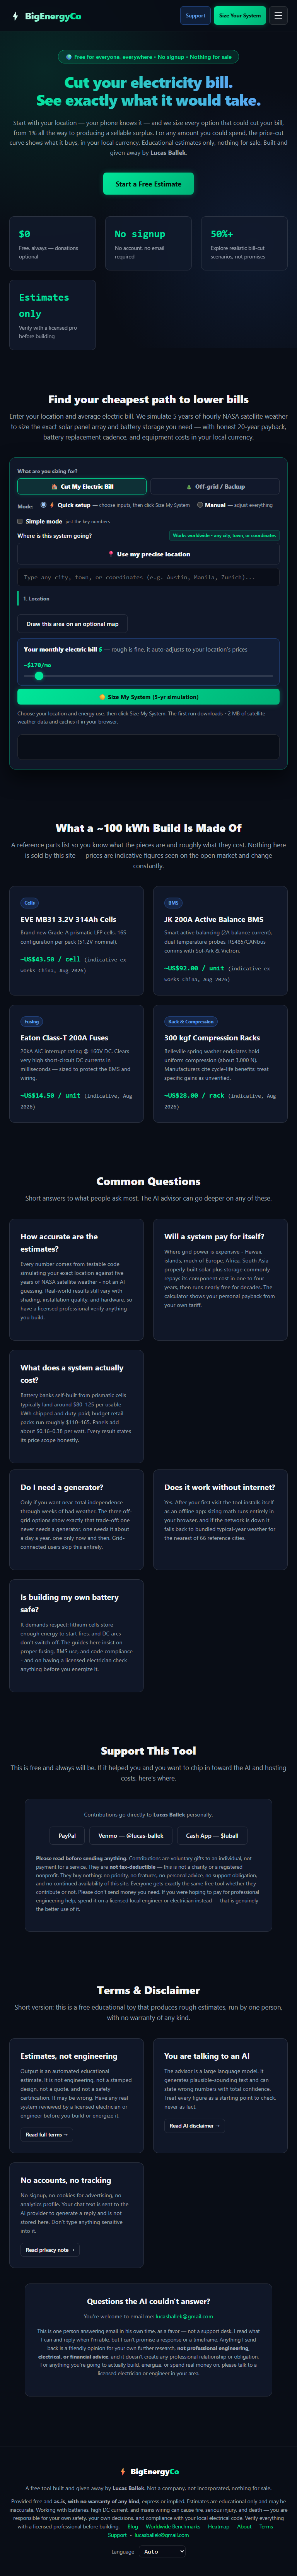 BigEnergyCo
Support
Size Your System
Free for everyone, everywhere • No signup • Nothing for sale
Cut your electricity bill.
See exactly what it would take.
Start with your location — your phone knows it — and we size every option that could cut your bill,
from 1% all the way to producing a sellable surplus. For any amount you could spend, the bill-cut
curve shows what it buys, in your local currency. Educational estimates only, nothing for sale. Built and
given away by Lucas Ballek.
Start a Free Estimate
$0
Free, always — donations
optional
No signup
No account, no email
required
50%+
Explore realistic bill-cut
scenarios, not promises
Estimates
only
Verify with a licensed pro
before building
Find your cheapest path to lower bills
Enter your location and average electric bill. We simulate 5 years of hourly NASA satellite weather
to size the exact solar panel array and battery storage you need — with honest 20-year payback,
battery replacement cadence, and equipment costs in your local currency.
What are you sizing for?
Cut My Electric Bill
Off-grid / Backup
Mode:
Quick setup — choose inputs, then click Size My System
Manual — adjust everything
Simple mode just the key numbers
Where is this system going?
Works worldwide • any city, town, or coordinates
Use my precise location
Type any city, town, or coordinates (e.g. Austin, Manila, Zurich)...
1. Location
Draw this area on an optional map
Your monthly electric bill $ — rough is fine, it auto-adjusts to your location's prices
~$170/mo
Size My System (5-yr simulation)
Choose your location and energy use, then click Size My System. The first run downloads ~2 MB of satellite
weather data and caches it in your browser.
What a ~100 kWh Build Is Made Of
A reference parts list so you know what the pieces are and roughly what they cost. Nothing
here is sold by this site — prices are indicative figures seen on the open market and change
constantly.
Cells
EVE MB31 3.2V 314Ah Cells
Brand new Grade-A prismatic LFP cells, 16S
configuration per pack (51.2V nominal).
~US$43.50 / cell (indicative ex-
works China, Aug 2026)
BMS
JK 200A Active Balance BMS
Smart active balancing (2A balance current),
dual temperature probes, RS485/CANbus
comms with Sol-Ark & Victron.
~US$92.00 / unit (indicative ex-
works China, Aug 2026)
Fusing
Eaton Class-T 200A Fuses
20kA AIC interrupt rating @ 160V DC. Clears
very high short-circuit DC currents in
milliseconds — sized to protect the BMS and
wiring.
~US$14.50 / unit (indicative, Aug
2026)
Rack & Compression
300 kgf Compression Racks
Belleville spring washer endplates hold
uniform compression (about 3,000 N).
Manufacturers cite cycle-life benefits; treat
specific gains as unverified.
~US$28.00 / rack (indicative, Aug
2026)
Common Questions
Short answers to what people ask most. The AI advisor can go deeper on any of these.
How accurate are the
estimates?
Every number comes from testable code
simulating your exact location against five
years of NASA satellite weather - not an AI
guessing. Real-world results still vary with
shading, installation quality, and hardware, so
have a licensed professional verify anything
you build.
Will a system pay for itself?
Where grid power is expensive - Hawaii,
islands, much of Europe, Africa, South Asia -
properly built solar plus storage commonly
repays its component cost in one to four
years, then runs nearly free for decades. The
calculator shows your personal payback from
your own tariff.
What does a system actually
cost?
Battery banks self-built from prismatic cells
typically land around $80–125 per usable
kWh shipped and duty-paid; budget retail
packs run roughly $110–165. Panels add
about $0.16–0.38 per watt. Every result states
its price scope honestly.
Do I need a generator?
Only if you want near-total independence
through weeks of bad weather. The three off-
grid options show exactly that trade-off: one
never needs a generator, one needs it about
a day a year, one only now and then. Grid-
connected users skip this entirely.
Does it work without internet?
Yes. After your first visit the tool installs itself
as an offline app; sizing math runs entirely in
your browser, and if the network is down it
falls back to bundled typical-year weather for
the nearest of 66 reference cities.
Is building my own battery
safe?
It demands respect: lithium cells store
enough energy to start fires, and DC arcs
don't switch off. The guides here insist on
proper fusing, BMS use, and code compliance
- and on having a licensed electrician check
anything before you energize it.
Support This Tool
This is free and always will be. If it helped you and you want to chip in toward the AI and hosting
costs, here's where.
Contributions go directly to Lucas Ballek personally.
PayPal
Venmo — @lucas-ballek
Cash App — $luball
Please read before sending anything. Contributions are voluntary gifts to an individual, not
payment for a service. They are not tax-deductible — this is not a charity or a registered
nonprofit. They buy nothing: no priority, no features, no personal advice, no support obligation,
and no continued availability of this site. Everyone gets exactly the same free tool whether they
contribute or not. Please don't send money you need. If you were hoping to pay for professional
engineering help, spend it on a licensed local engineer or electrician instead — that is genuinely
the better use of it.
Terms & Disclaimer
Short version: this is a free educational toy that produces rough estimates, run by one person,
with no warranty of any kind.
Estimates, not engineering
Output is an automated educational
estimate. It is not engineering, not a stamped
design, not a quote, and not a safety
certification. It may be wrong. Have any real
system reviewed by a licensed electrician or
engineer before you build or energize it.
Read full terms →
You are talking to an AI
The advisor is a large language model. It
generates plausible-sounding text and can
state wrong numbers with total confidence.
Treat every figure as a starting point to check,
never as fact.
Read AI disclaimer →
No accounts, no tracking
No signup, no cookies for advertising, no
analytics profile. Your chat text is sent to the
AI provider to generate a reply and is not
stored here. Don't type anything sensitive
into it.
Read privacy note →
Questions the AI couldn't answer?
You're welcome to email me: lucasballek@gmail.com
This is one person answering email in his own time, as a favor — not a support desk. I read what
I can and reply when I'm able, but I can't promise a response or a timeframe. Anything I send
back is a friendly opinion for your own further research, not professional engineering,
electrical, or financial advice, and it doesn't create any professional relationship or obligation.
For anything you're going to actually build, energize, or spend real money on, please talk to a
licensed electrician or engineer in your area.
BigEnergyCo
A free tool built and given away by Lucas Ballek. Not a company, not incorporated, nothing for sale.
Provided free and as-is, with no warranty of any kind, express or implied. Estimates are educational only and may be
inaccurate. Working with batteries, high DC current, and mains wiring can cause fire, serious injury, and death — you are
responsible for your own safety, your own decisions, and compliance with your local electrical code. Verify everything
with a licensed professional before building. · Blog · Worldwide Benchmarks · Heatmap · About · Terms ·
Support · lucasballek@gmail.com
Language
Auto